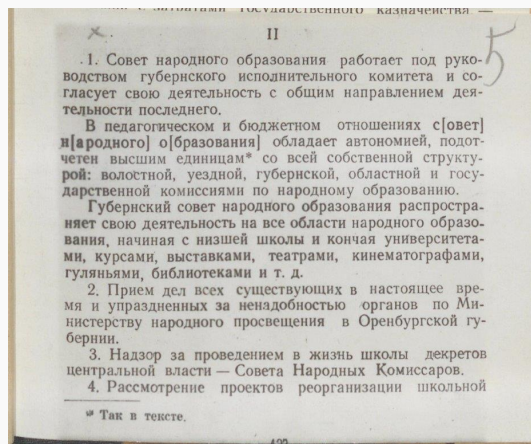 государственного казначейства —
II
5
1. Совет народного образования работает под руко-
водством губернского исполнительного комитета и со-
гласует свою деятельность с общим направлением дея-
тельности последнего.
В педагогическом и бюджетном отношениях с[овет]
н[ародного] о[бразования] обладает автономией, подот-
четен высшим единицам* со всей собственной структу-
рой: волостной, уездной, губернской, областной и госу-
дарственной комиссиями по народному образованию.
Губернский совет народного образования распростра-
няет свою деятельность на все области народного образо-
вания, начиная с низшей школы и кончая университета-
ми, курсами, выставками, театрами, кинематографами,
гуляньями, библиотеками и т. д.
2. Прием дел всех существующих в настоящее вре-
мя и упраздненных за ненадобностью органов по Ми-
нистерству народного просвещения в Оренбургской гу-
бернии.
3. Надзор за проведением в жизнь школы декретов
центральной власти — Совета Народных Комиссаров.
4. Рассмотрение проектов реорганизации школьной
* Так в тексте.